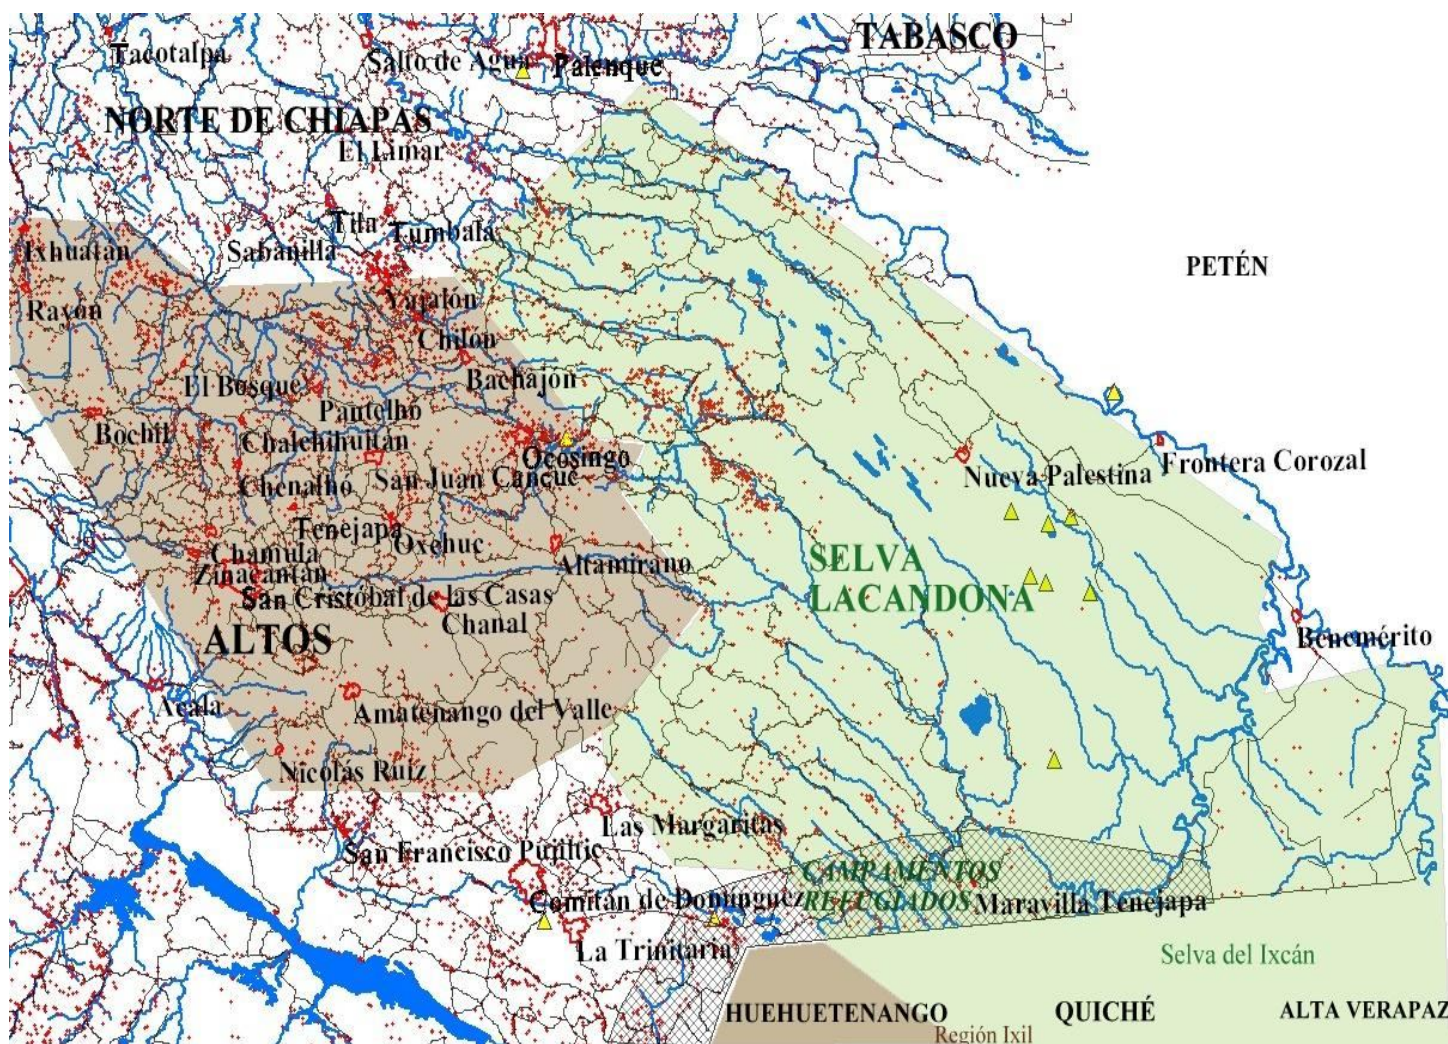 TABASCO
Tacotalpa
Salto de Agua
Palenque
NORTE DE CHIAPAS
El Limar
Tila
Tumbalá
Ixhuatán
Sabanilla
PETÉN
Rayón
Yajalón
Chilón
El Bosque
Bachajón
Pantelhó
Bochil
Chalchihuitán
Ocosingo
Frontera Corozal
Nueva Palestina
Chenalhó
San Juan Cancuc
Tenejapa
Oxchuc
Chamula
Altamirano
SELVA
LACANDONA
Zinacantán
San Cristóbal de las Casas
Chanal
ALTOS
Benemérito
Acala
Amatenango del Valle
Nicolás Ruiz
Las Margaritas
San Francisco Pujiltic
CAMPAMENTOS
REFUGIADOS
Comitán de Domínguez
Maravilla Tenejapa
La Trinitaria
Selva del Ixcán
HUEHUETENANGO
QUICHÉ
ALTA VERAPAZ
Región Ixil